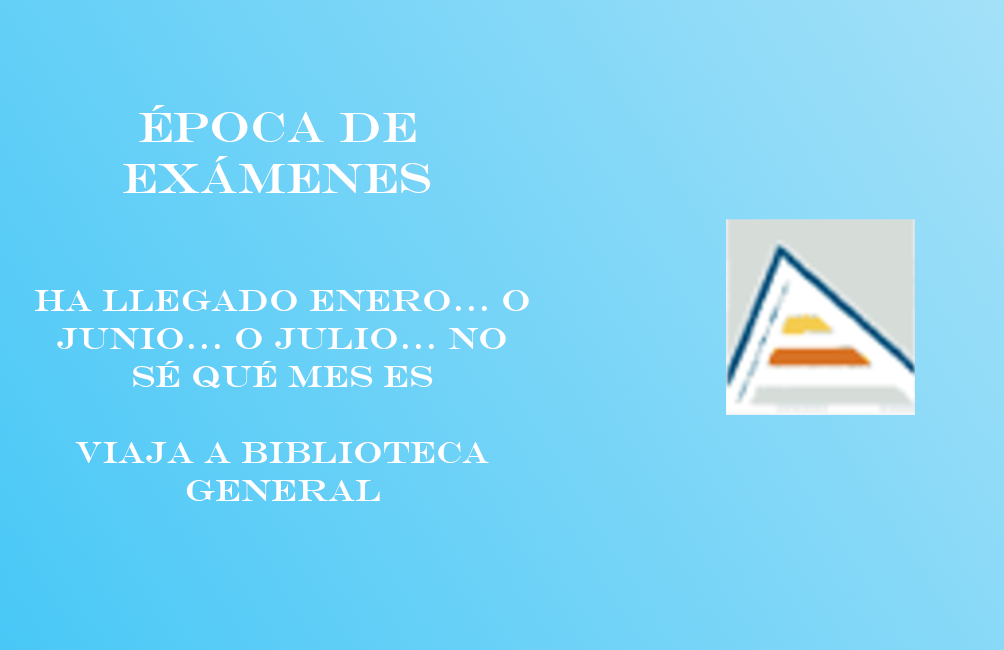 ÉPOCA DE
EXÁMENES
HA LLEGADO ENERO... O
JUNIO... O JULIO... NO
SÉ QUÉ MES ES
VIAJA A BIBLIOTECA
GENERAL